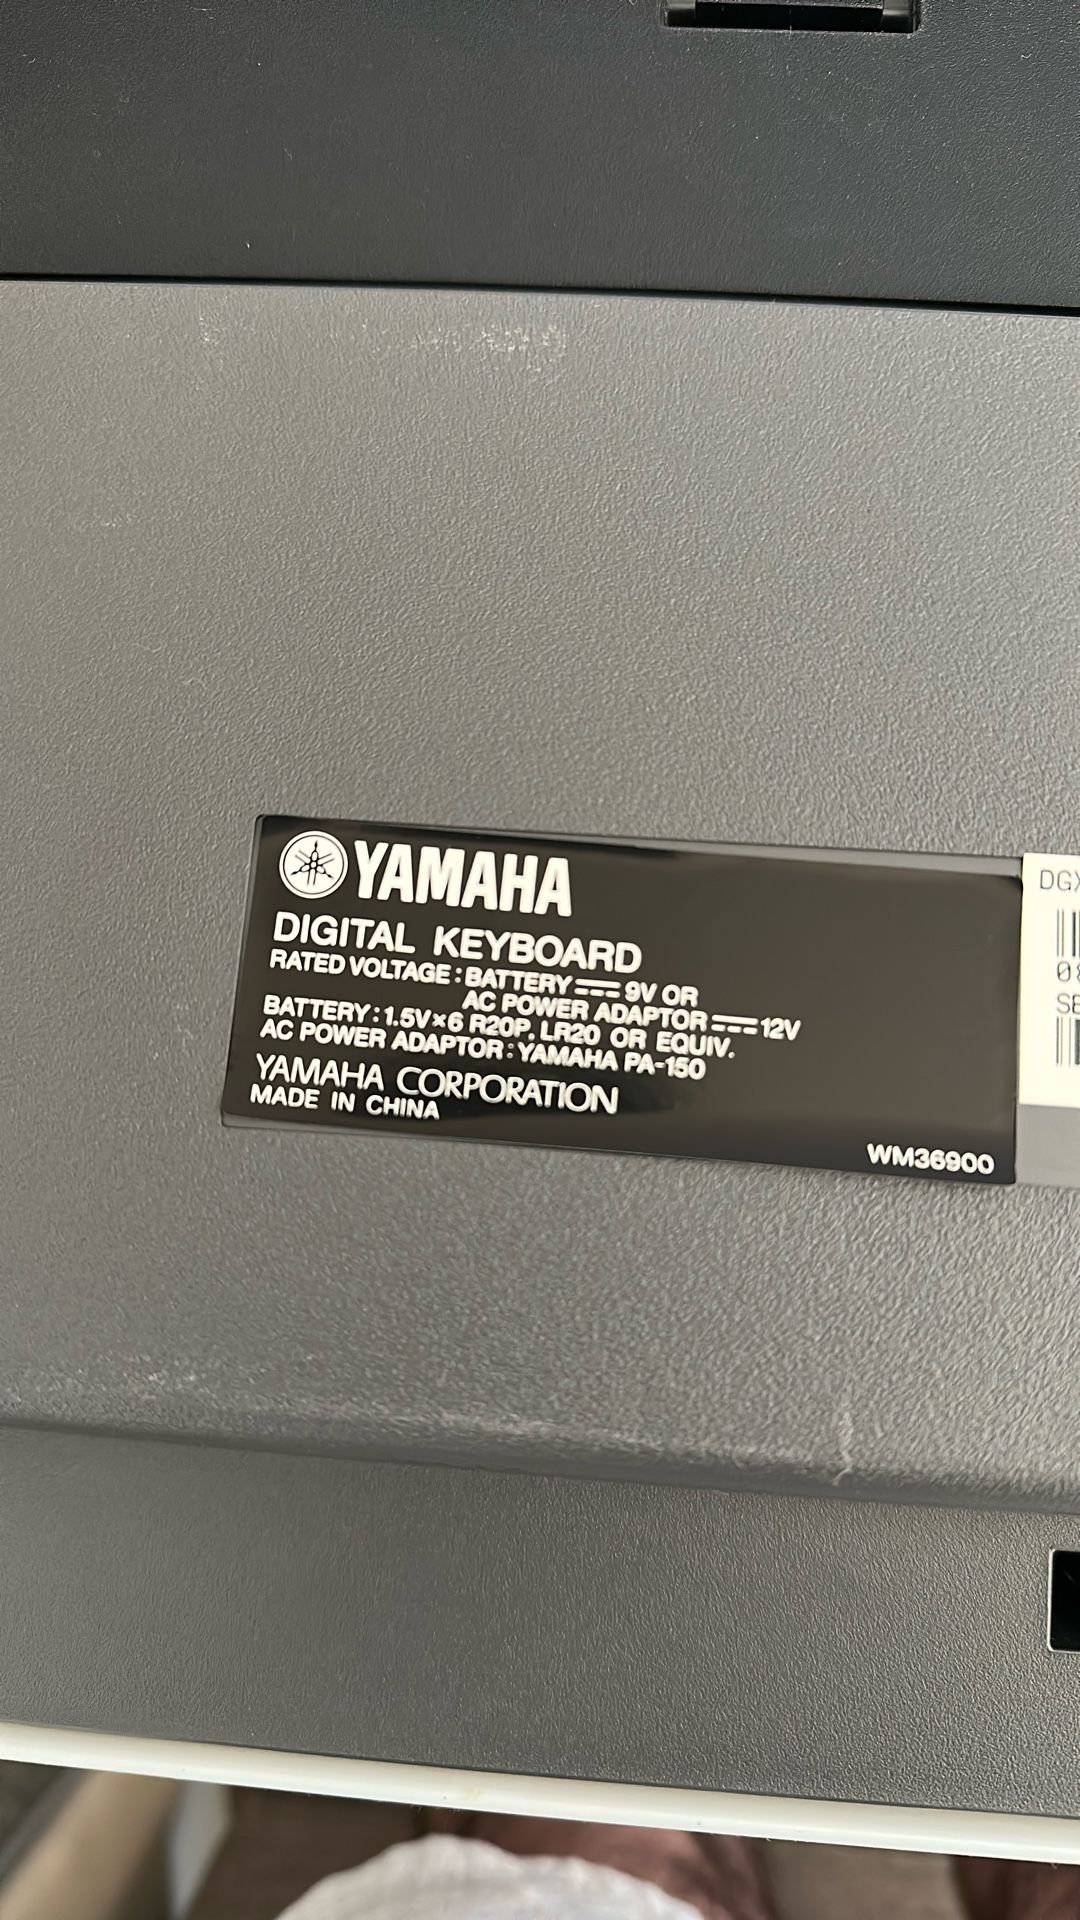 YAMAHA
DIGITAL KEYBOARD
RATED VOLTAGE : BATTERY ⎓ 9V OR
AC POWER ADAPTOR ⎓ 12V
BATTERY : 1.5V×6 R20P, LR20 OR EQUIV.
AC POWER ADAPTOR : YAMAHA PA-150
YAMAHA CORPORATION
MADE IN CHINA
WM36900